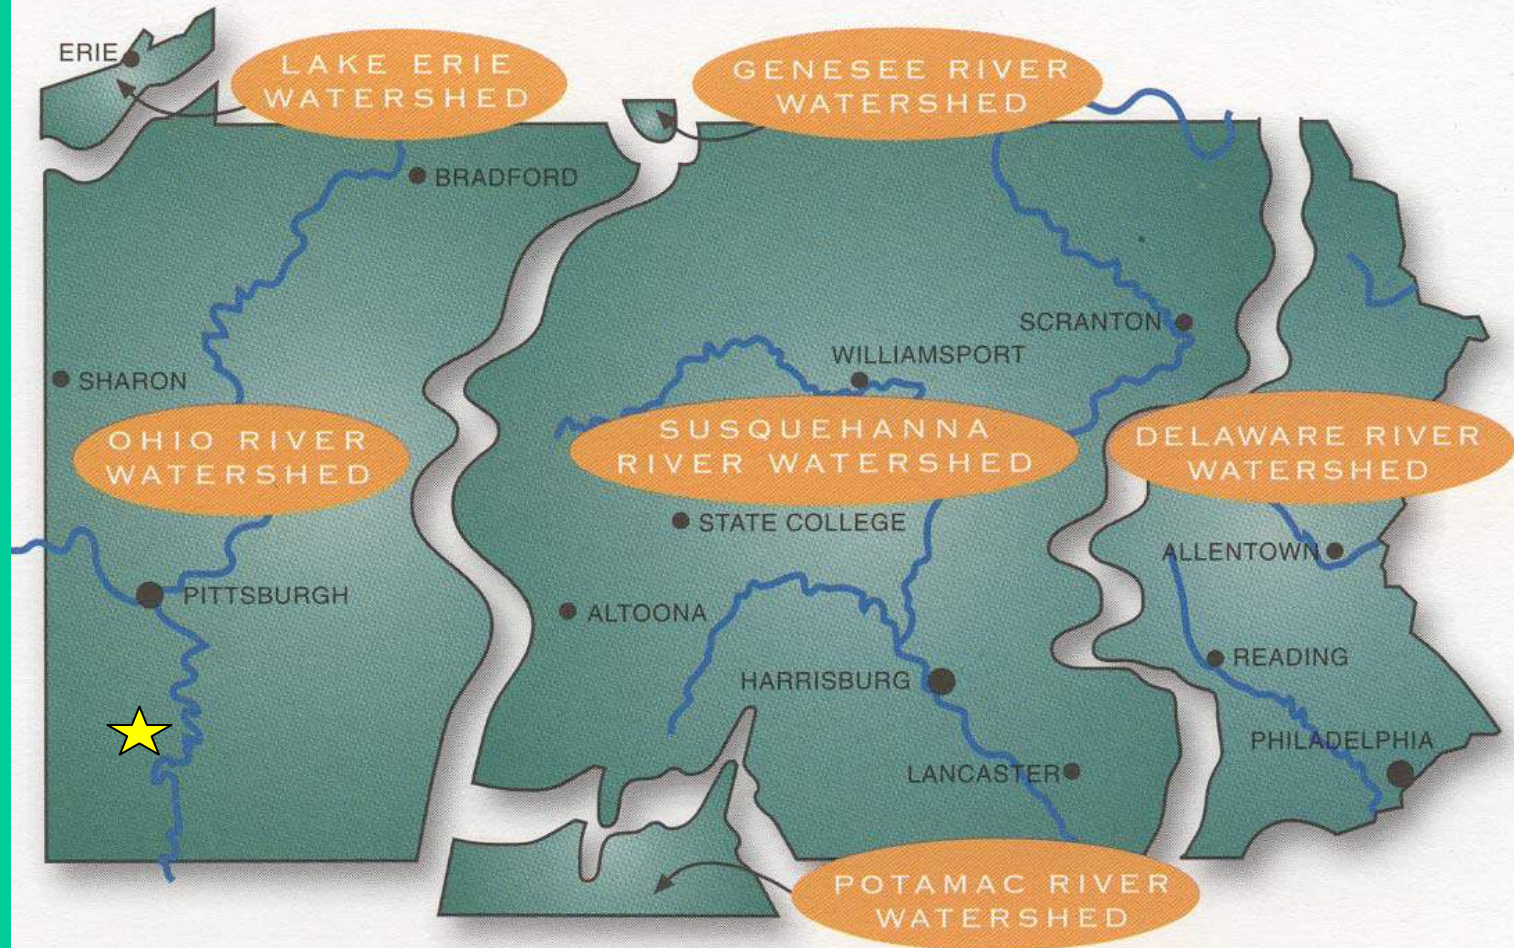 ERIE
LAKE ERIE
WATERSHED
GENESEE RIVER
WATERSHED
BRADFORD
SCRANTON
WILLIAMSPORT
SHARON
OHIO RIVER
WATERSHED
SUSQUEHANNA
RIVER WATERSHED
DELAWARE RIVER
WATERSHED
STATE COLLEGE
ALLENTOWN
PITTSBURGH
ALTOONA
READING
HARRISBURG
PHILADELPHIA
LANCASTER
POTAMAC RIVER
WATERSHED